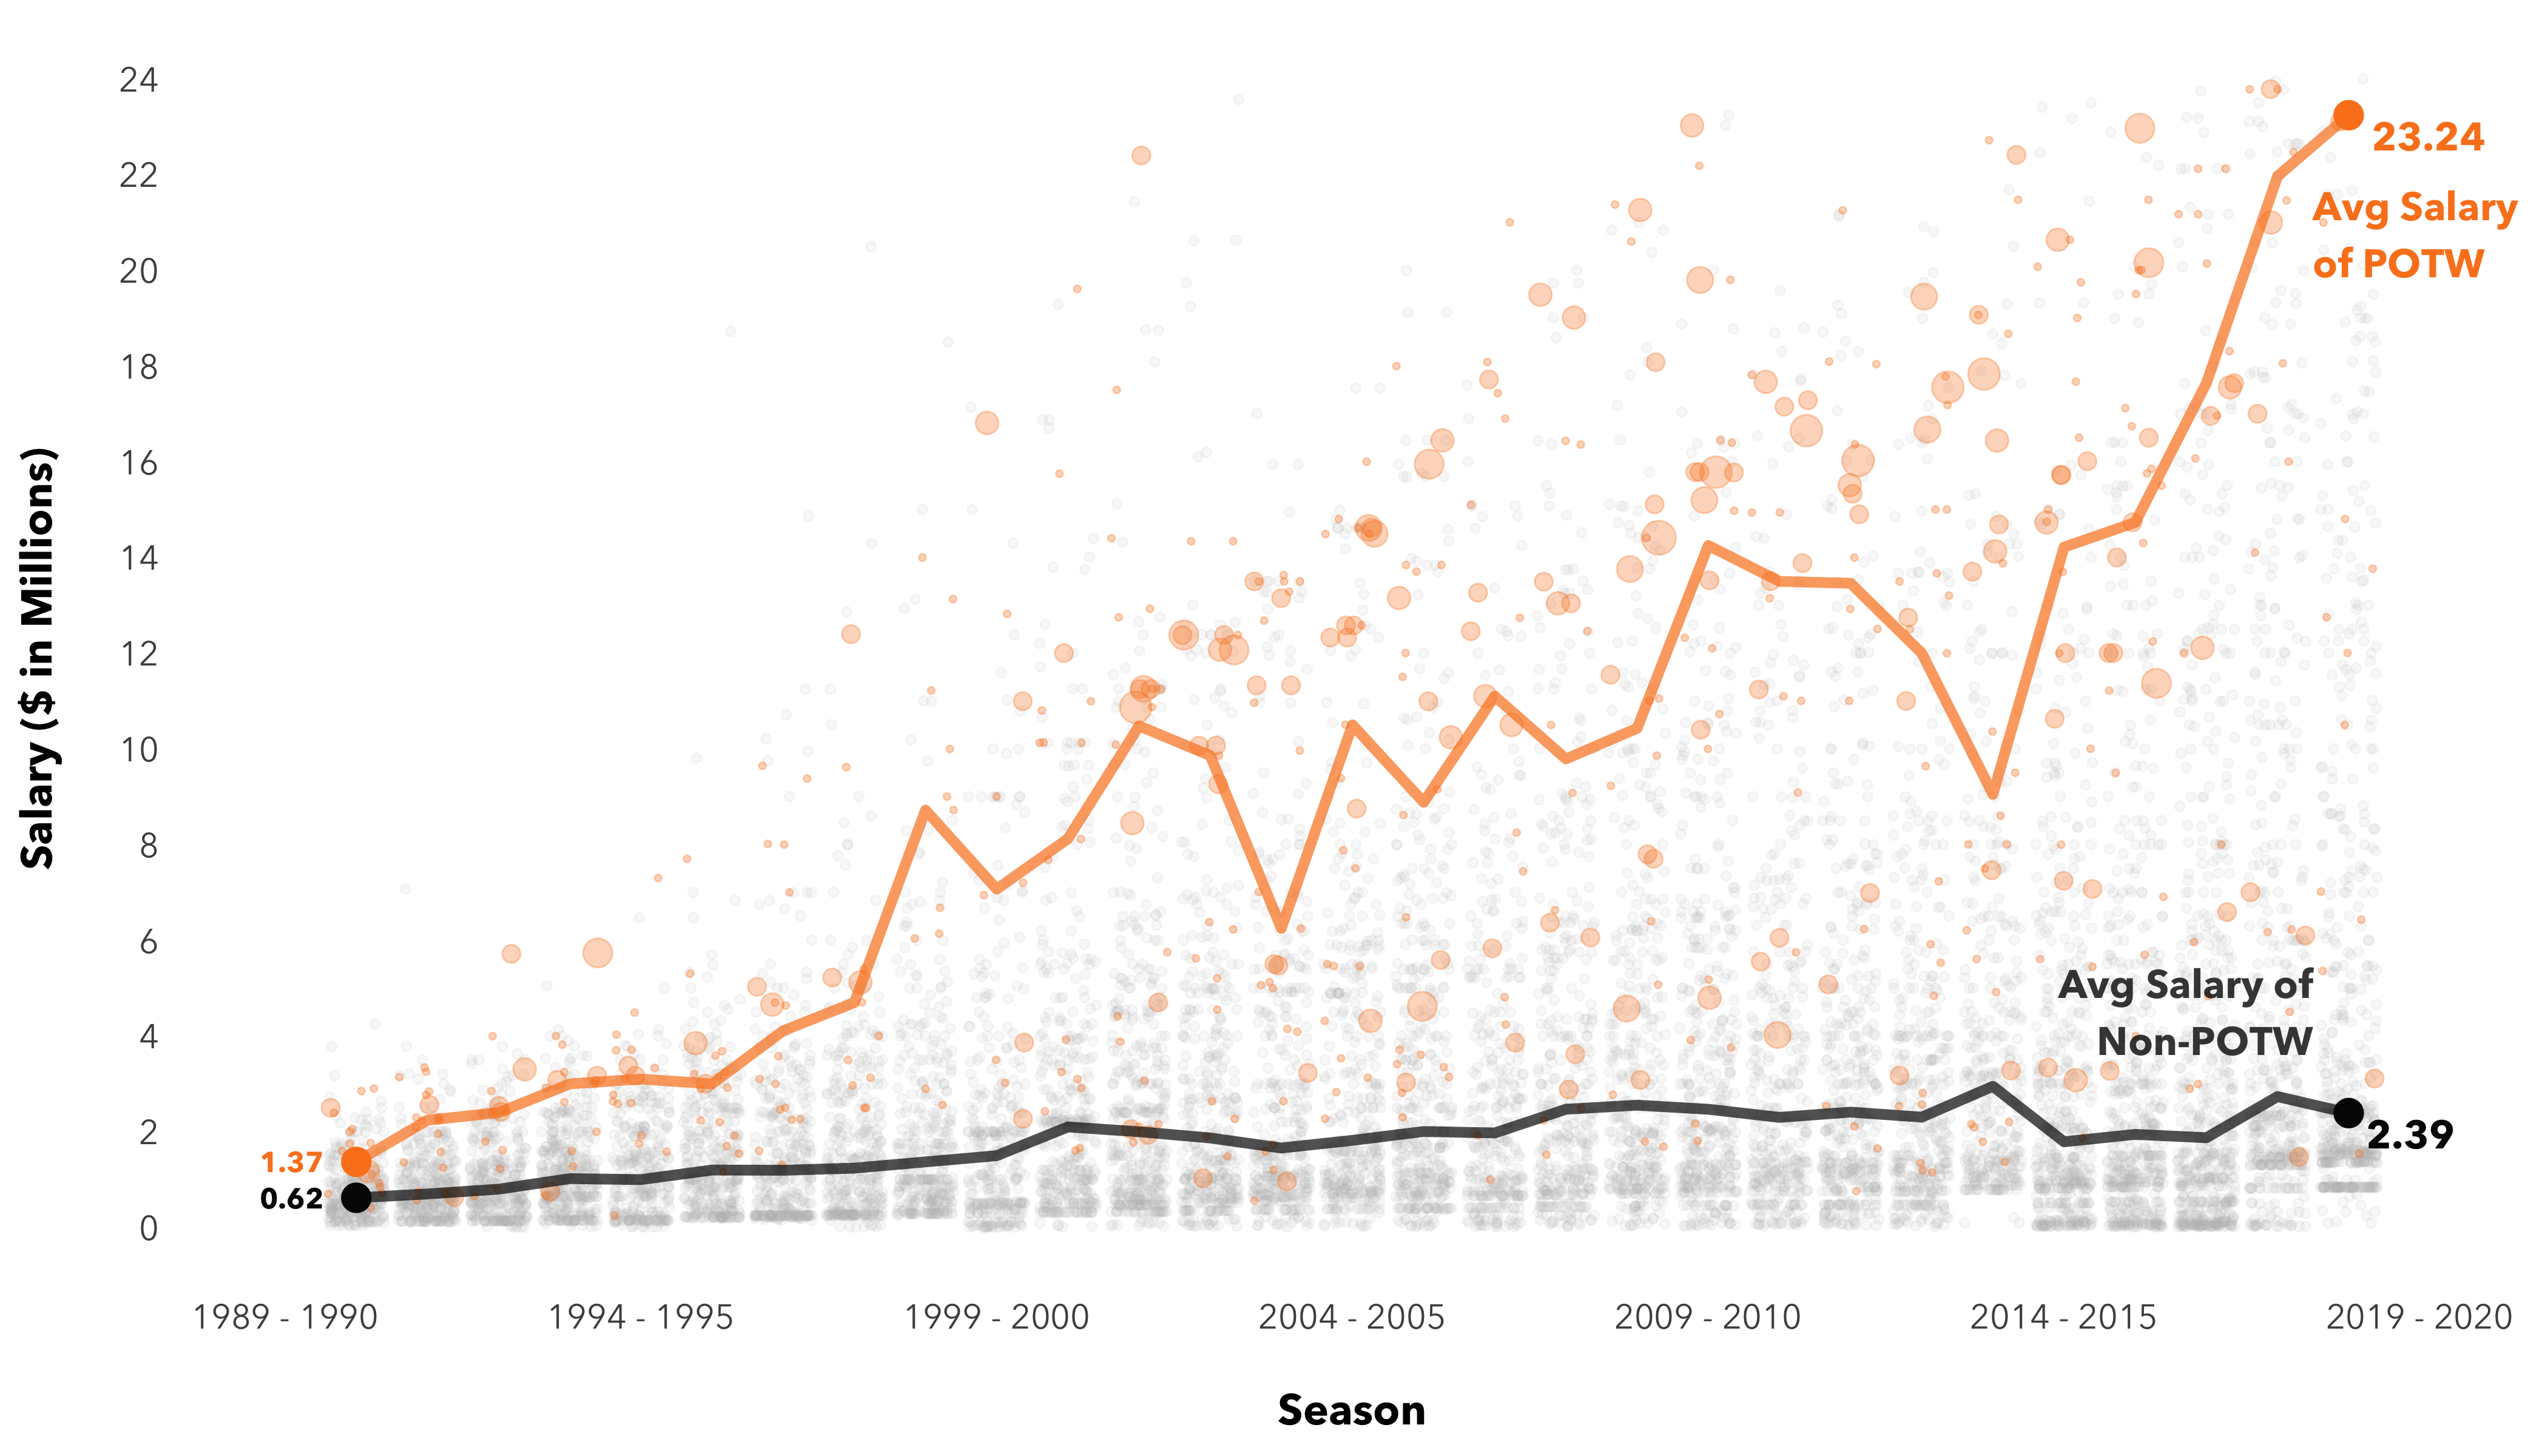 24
22
20
18
16
14
12
10
8
6
4
2
0
Salary ($ in Millions)
23.24
Avg Salary
of POTW
Avg Salary of
Non-POTW
2.39
1.37
0.62
1989 - 1990
1994 - 1995
1999 - 2000
2004 - 2005
2009 - 2010
2014 - 2015
2019 - 2020
Season